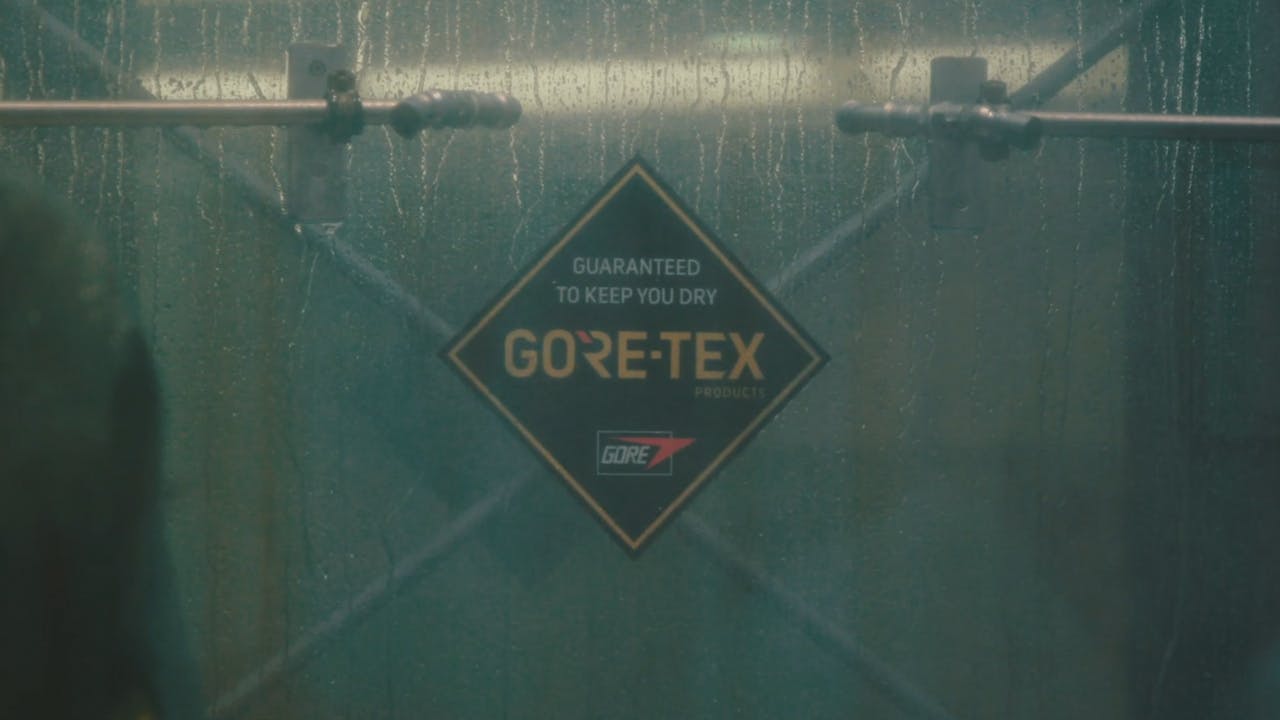 GUARANTEED
TO KEEP YOU DRY
GORE-TEX
PRODUCTS
GORE